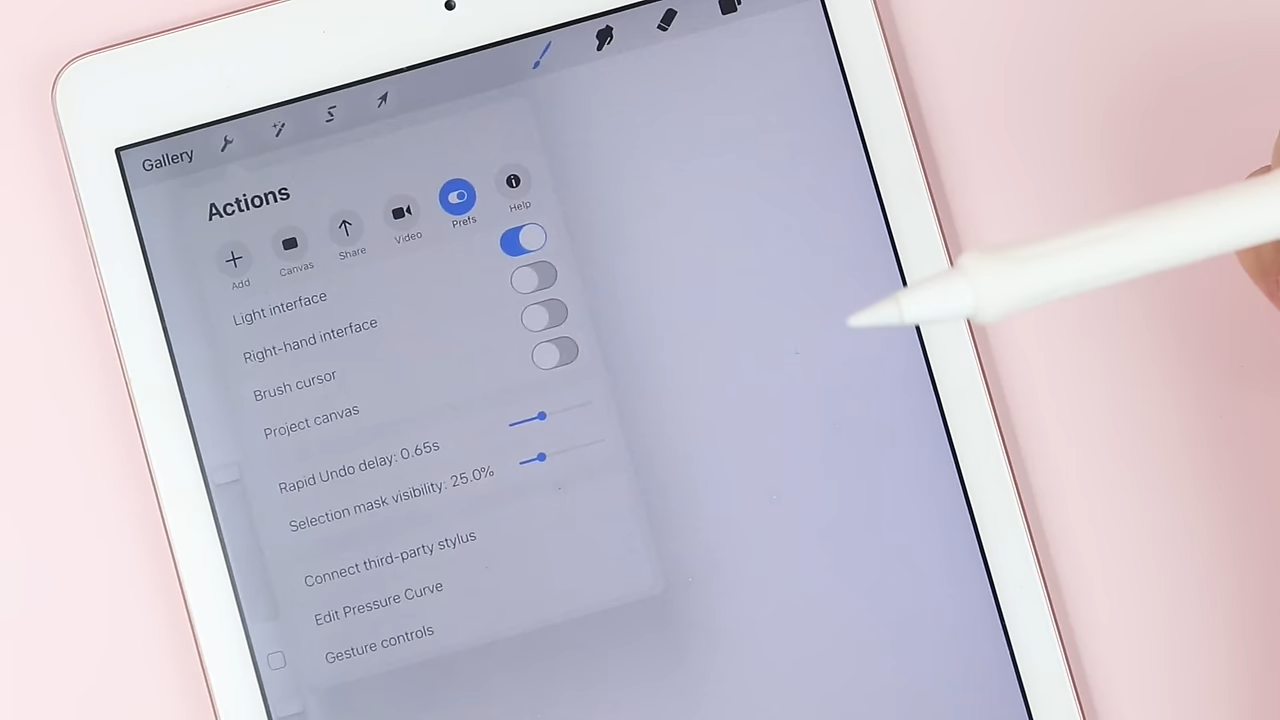 Gallery
Actions
Add
Canvas
Share
Video
Prefs
Help
Light interface
Right-hand interface
Brush cursor
Project canvas
Rapid Undo delay: 0.65s
Selection mask visibility: 25.0%
Connect third-party stylus
Edit Pressure Curve
Gesture controls